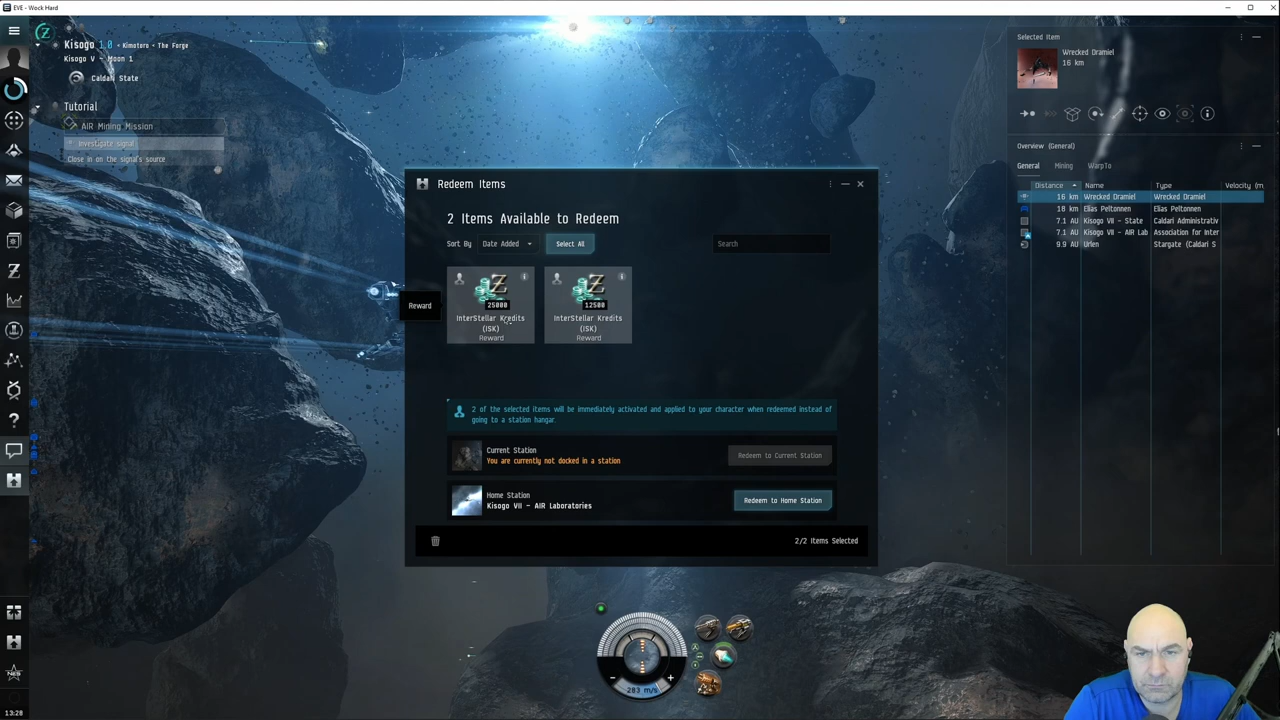 EVE - Wock Hard
Kisogo 1.0 < Kimotoro < The Forge
Kisogo V - Moon 1
Caldari State
Tutorial
AIR Mining Mission
Investigate signal
Close in on the signal's source
Selected Item
Wrecked Dramiel
16 km
Overview (General)
General Mining WarpTo
Distance Name Type Velocity (m
16 km Wrecked Dramiel Wrecked Dramiel
18 km Elias Peltonnen Elias Peltonnen
7.1 AU Kisogo VII - State Caldari Administrativ
7.1 AU Kisogo VII - AIR Lab Association for Inter
9.9 AU Urlen Stargate (Caldari S
Redeem Items
2 Items Available to Redeem
Sort By Date Added Select All Search
Reward
25000 12500
InterStellar Kredits InterStellar Kredits
(ISK) (ISK)
Reward Reward
2 of the selected items will be immediately activated and applied to your character when redeemed instead of
going to a station hangar.
Current Station
You are currently not docked in a station
Redeem to Current Station
Home Station
Kisogo VII - AIR Laboratories
Redeem to Home Station
2/2 Items Selected
283 m/s
NES
13:28